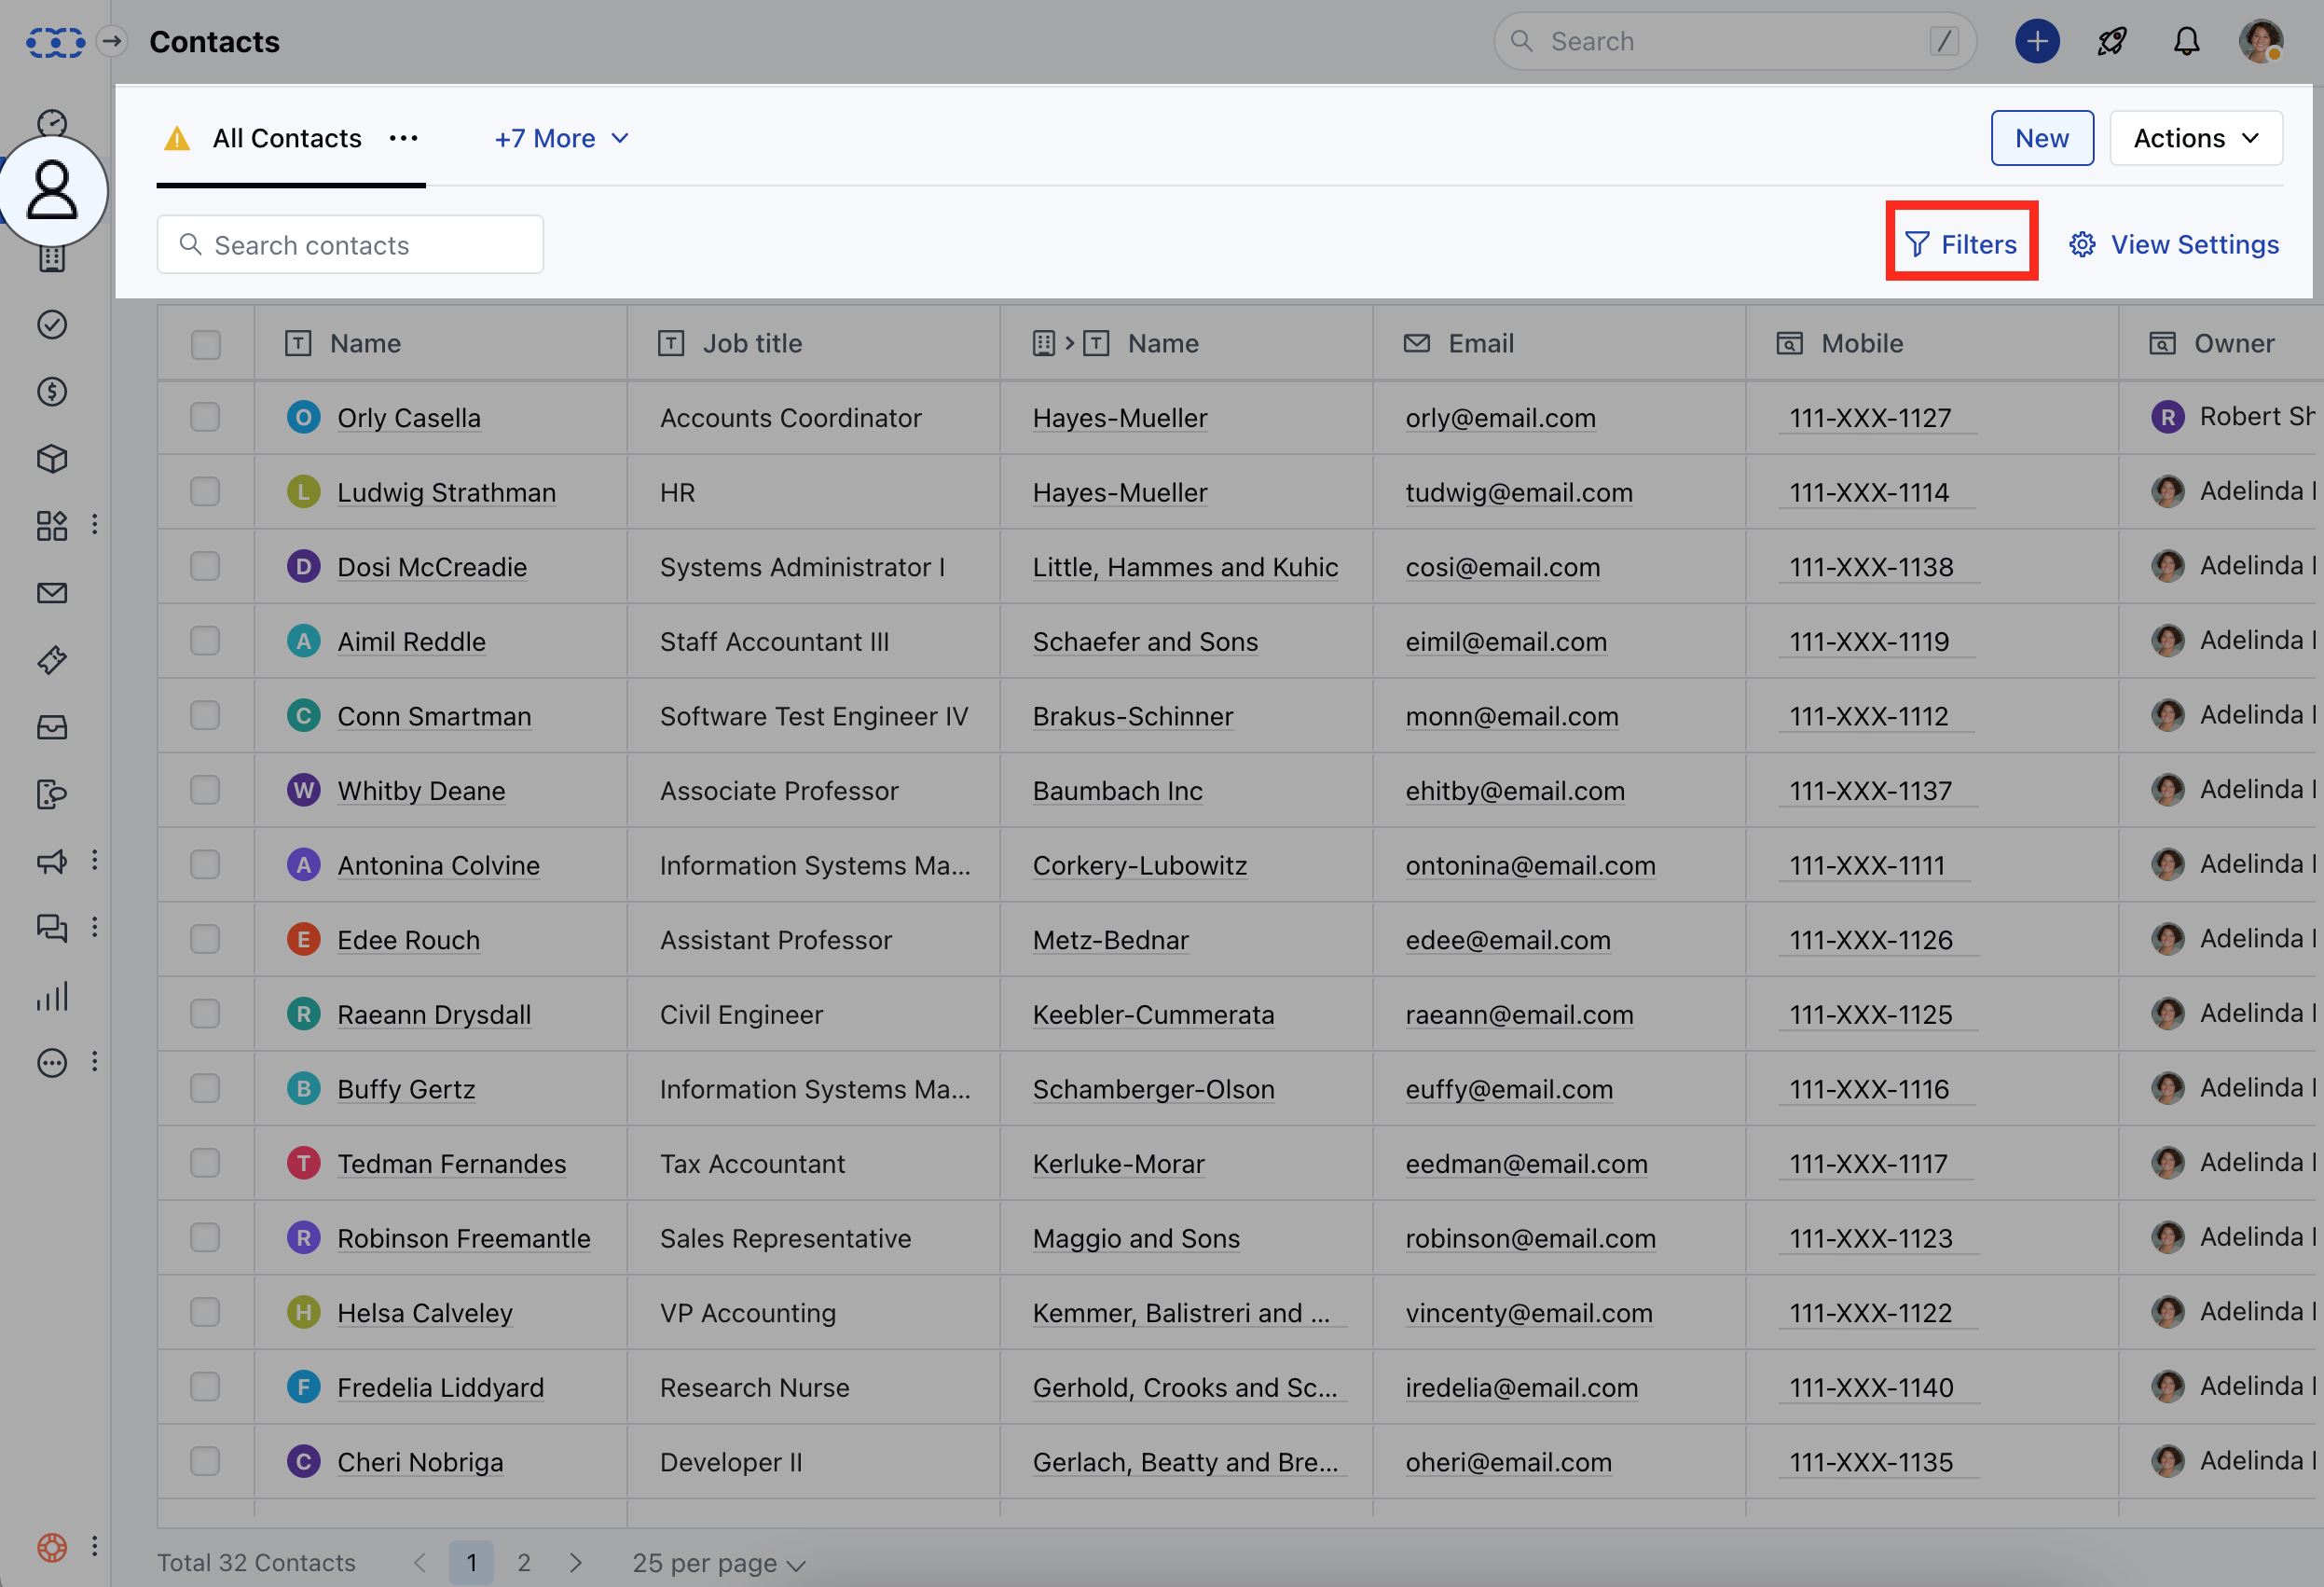 Contacts
Search /
All Contacts ··· +7 More
New Actions
Search contacts
Filters View Settings
T Name T Job title T Name Email Mobile Owner
O Orly Casella Accounts Coordinator Hayes-Mueller orly@email.com 111-XXX-1127 R Robert Sh
L Ludwig Strathman HR Hayes-Mueller tudwig@email.com 111-XXX-1114 Adelinda
D Dosi McCreadie Systems Administrator I Little, Hammes and Kuhic cosi@email.com 111-XXX-1138 Adelinda
A Aimil Reddle Staff Accountant III Schaefer and Sons eimil@email.com 111-XXX-1119 Adelinda
C Conn Smartman Software Test Engineer IV Brakus-Schinner monn@email.com 111-XXX-1112 Adelinda
W Whitby Deane Associate Professor Baumbach Inc ehitby@email.com 111-XXX-1137 Adelinda
A Antonina Colvine Information Systems Ma... Corkery-Lubowitz ontonina@email.com 111-XXX-1111 Adelinda
E Edee Rouch Assistant Professor Metz-Bednar edee@email.com 111-XXX-1126 Adelinda
R Raeann Drysdall Civil Engineer Keebler-Cummerata raeann@email.com 111-XXX-1125 Adelinda
B Buffy Gertz Information Systems Ma... Schamberger-Olson euffy@email.com 111-XXX-1116 Adelinda
T Tedman Fernandes Tax Accountant Kerluke-Morar eedman@email.com 111-XXX-1117 Adelinda
R Robinson Freemantle Sales Representative Maggio and Sons robinson@email.com 111-XXX-1123 Adelinda
H Helsa Calveley VP Accounting Kemmer, Balistreri and ... vincenty@email.com 111-XXX-1122 Adelinda
F Fredelia Liddyard Research Nurse Gerhold, Crooks and Sc... iredelia@email.com 111-XXX-1140 Adelinda
C Cheri Nobriga Developer II Gerlach, Beatty and Bre... oheri@email.com 111-XXX-1135 Adelinda
Total 32 Contacts 1 2 25 per page